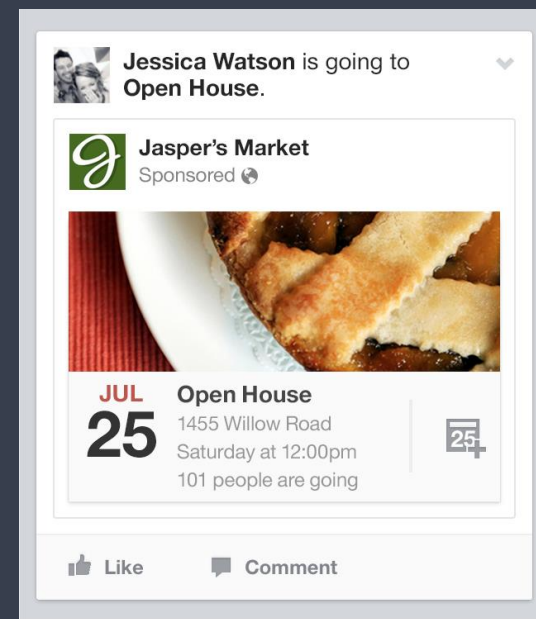 Jessica Watson is going to
Open House.
Jasper's Market
Sponsored
JUL
25
Open House
1455 Willow Road
Saturday at 12:00pm
101 people are going
25
Like
Comment